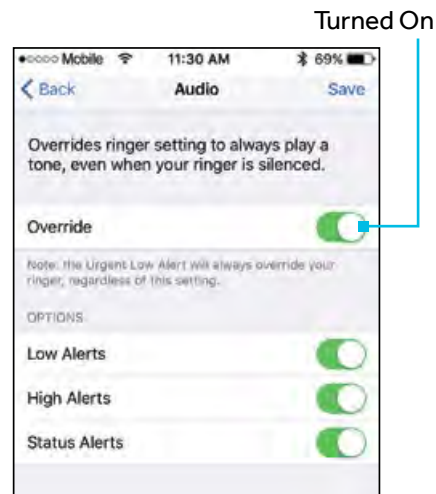 Turned On
Mobile 11:30 AM 69%
Back Audio Save
Overrides ringer setting to always play a
tone, even when your ringer is silenced.
Override
Note: the Urgent Low Alert will always override your
ringer, regardless of this setting.
OPTIONS
Low Alerts
High Alerts
Status Alerts